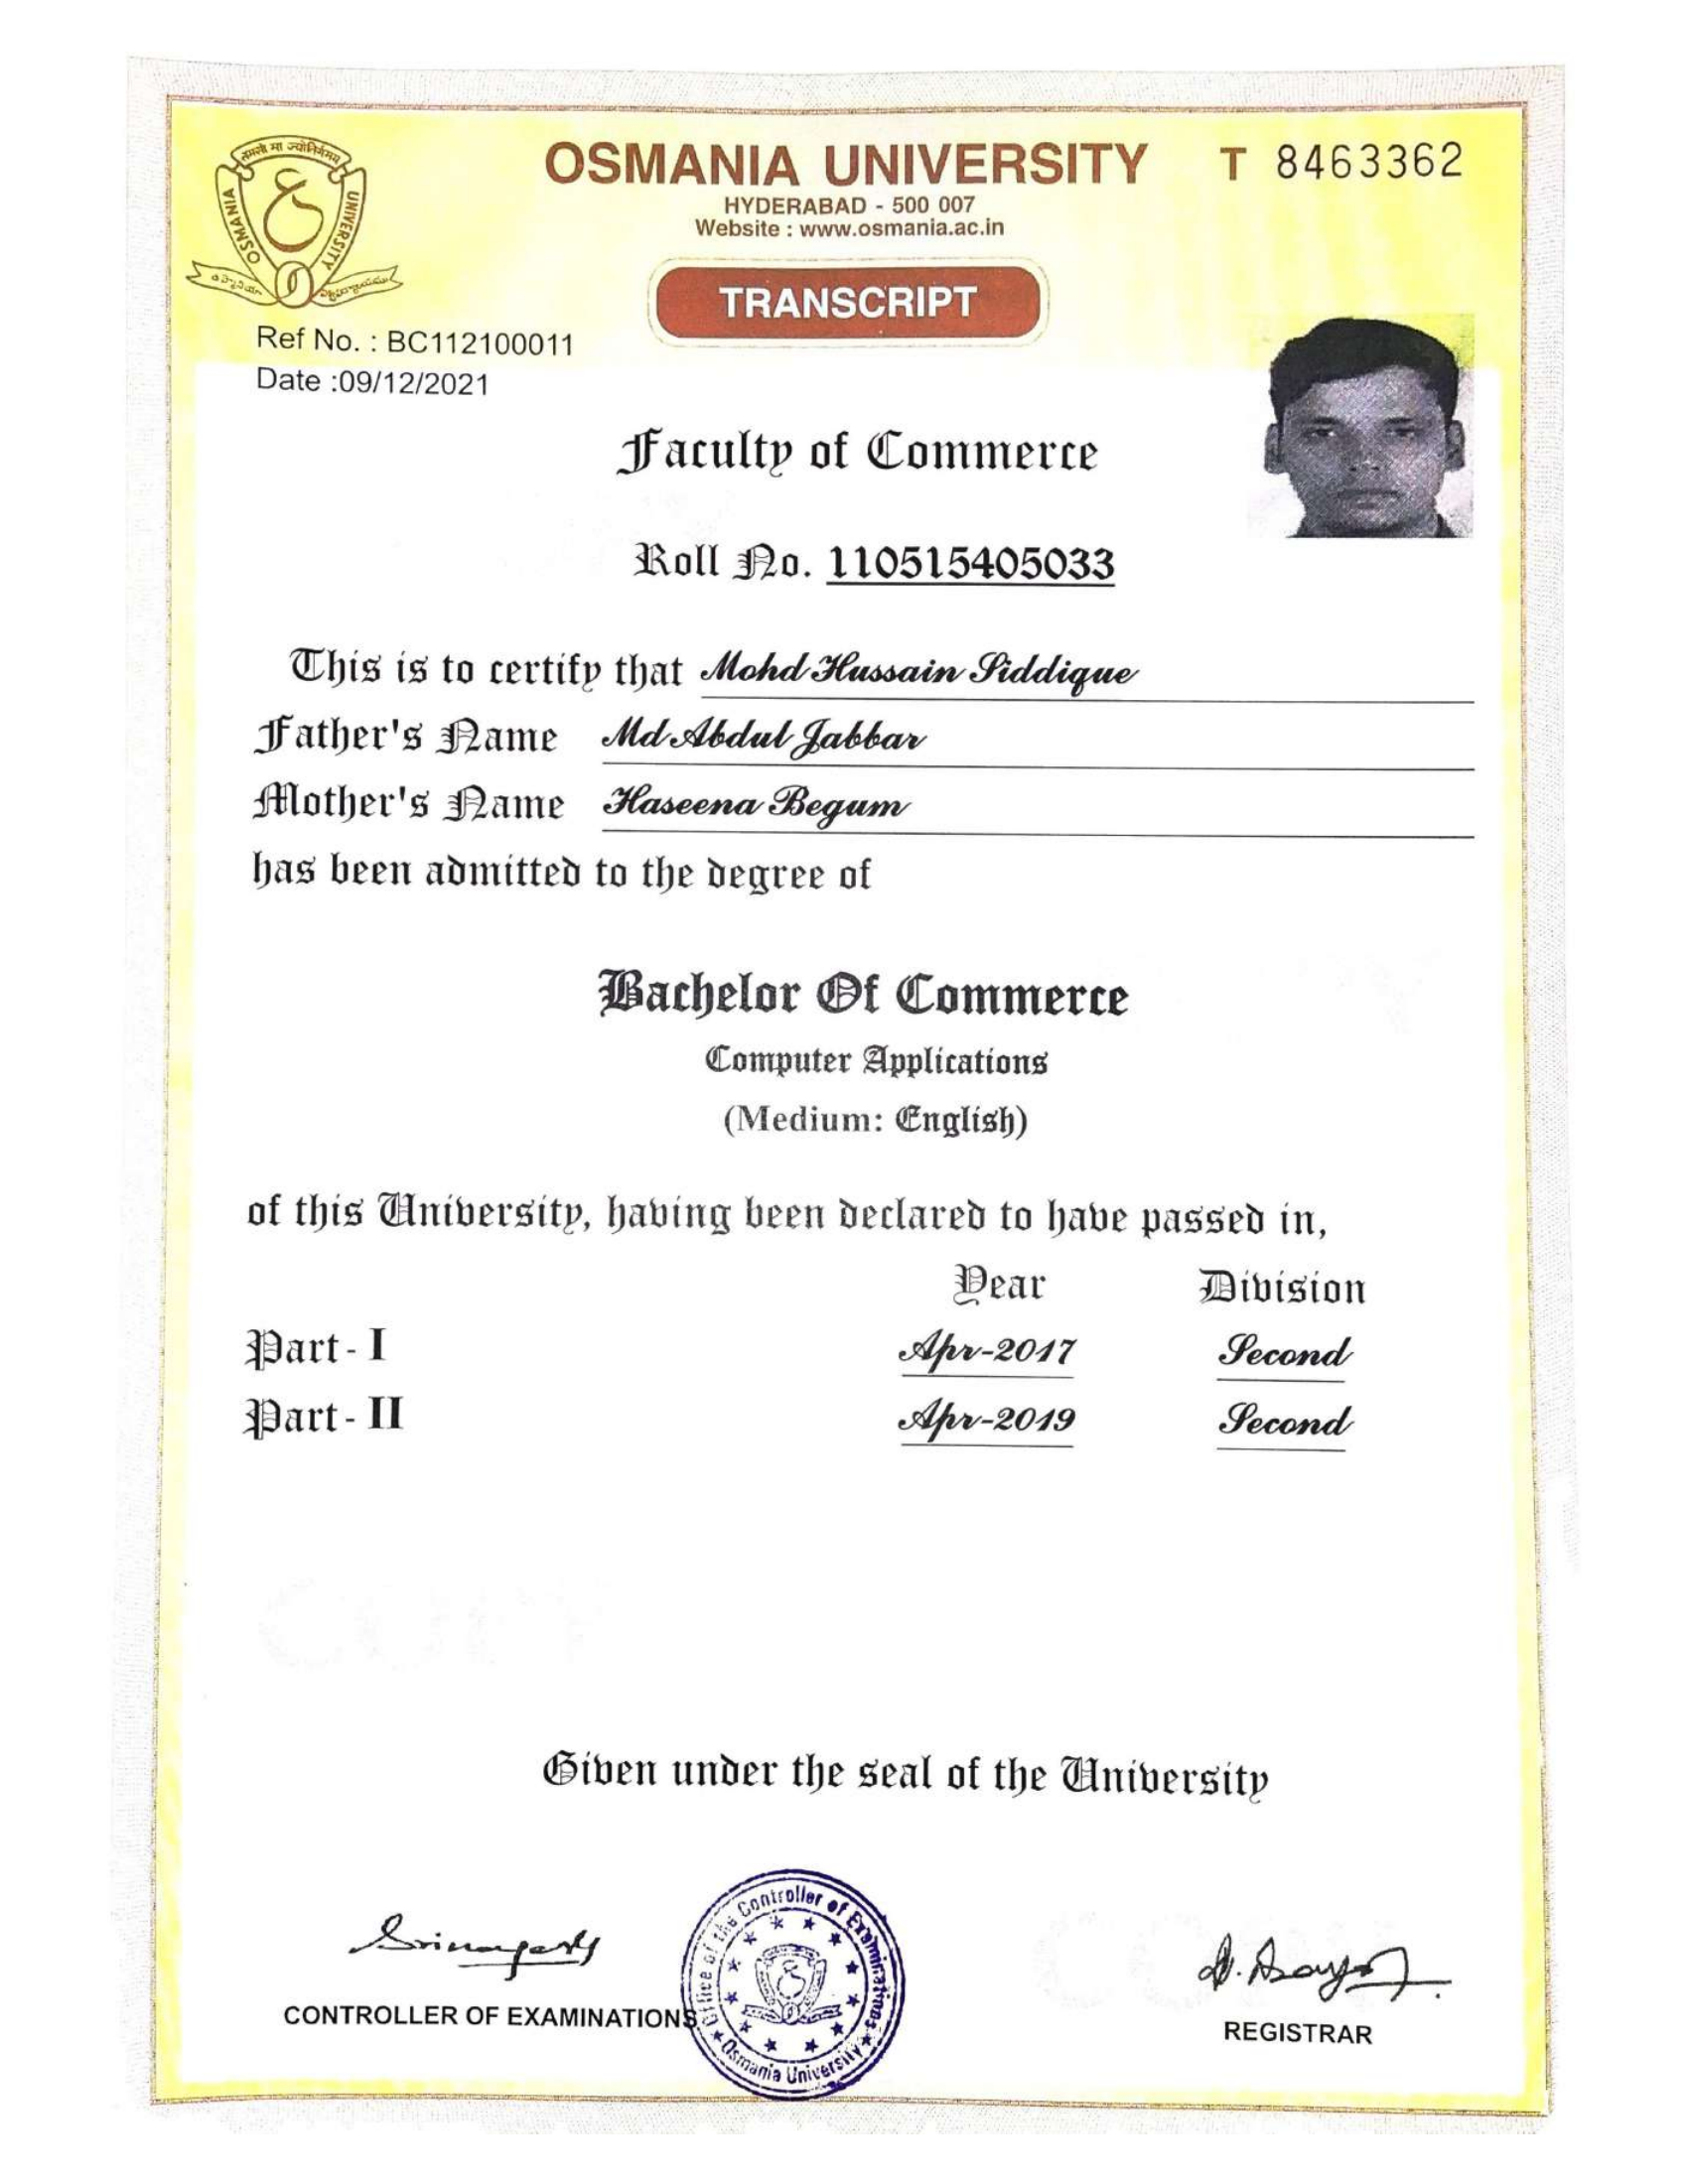 तमसो मा ज्योतिर्गमय
OSMANIA UNIVERSITY
OSMANIA UNIVERSITY T 8463362
HYDERABAD - 500 007
Website : www.osmania.ac.in
TRANSCRIPT
Ref No. : BC112100011
Date :09/12/2021
Faculty of Commerce
Roll No. 110515405033
This is to certify that Mohd Hussain Siddique
Father's Name Md Abdul Jabbar
Mother's Name Haseena Begum
has been admitted to the degree of
Bachelor Of Commerce
Computer Applications
(Medium: English)
of this University, having been declared to have passed in,
Year Division
Part - I Apr-2017 Second
Part - II Apr-2019 Second
Given under the seal of the University
CONTROLLER OF EXAMINATIONS
Office of the Controller of Examinations
Osmania University
REGISTRAR